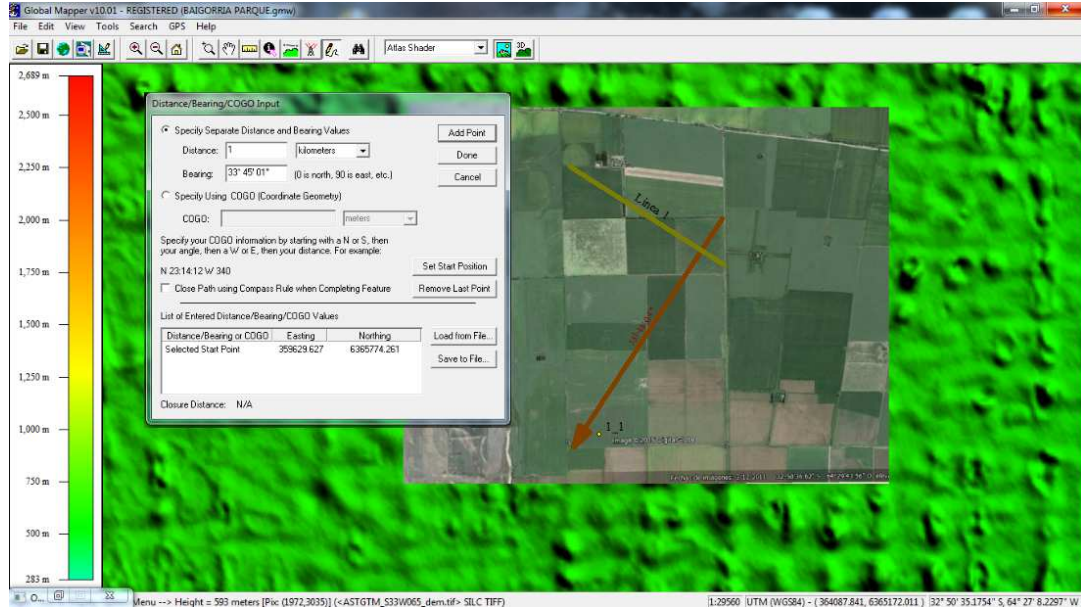 Global Mapper v10.01 - REGISTERED (BAIGORRIA PARQUE.gmw)
File Edit View Tools Search GPS Help
Atlas Shader
3D
2,689 m
2,500 m
2,250 m
2,000 m
1,750 m
1,500 m
1,250 m
1,000 m
750 m
500 m
283 m
Distance/Bearing/COGO Input
Specify Separate Distance and Bearing Values
Add Point
Distance: 1 kilometers
Done
Bearing: 33° 45' 01" (0 is north, 90 is east, etc.)
Cancel
Specify Using COGO (Coordinate Geometry)
COGO: meters
Specify your COGO information by starting with a N or S, then
your angle, then a W or E, then your distance. For example:
N 23:14:12 W 340
Set Start Position
Close Path using Compass Rule when Completing Feature
Remove Last Point
List of Entered Distance/Bearing/COGO Values
Distance/Bearing or COGO Easting Northing
Load from File...
Selected Start Point 359629.627 6365774.261
Save to File...
Closure Distance: N/A
Linea 1
1_1
O...
Menu --> Height = 593 meters [Pix (1972,3035)] (<ASTGTM_S33W065_dem.tif> SILC TIFF)
1:29560 UTM (WGS84) - ( 364087.841, 6365172.011 ) 32° 50' 35.1754" S, 64° 27' 8.2297" W